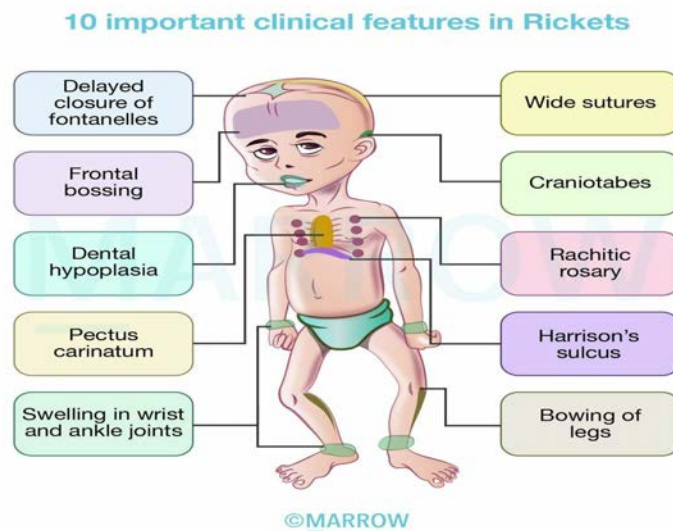 10 important clinical features in Rickets
Delayed
closure of
fontanelles
Frontal
bossing
Dental
hypoplasia
Pectus
carinatum
Swelling in wrist
and ankle joints
Wide sutures
Craniotabes
Rachitic
rosary
Harrison's
sulcus
Bowing of
legs
MARROW
©MARROW